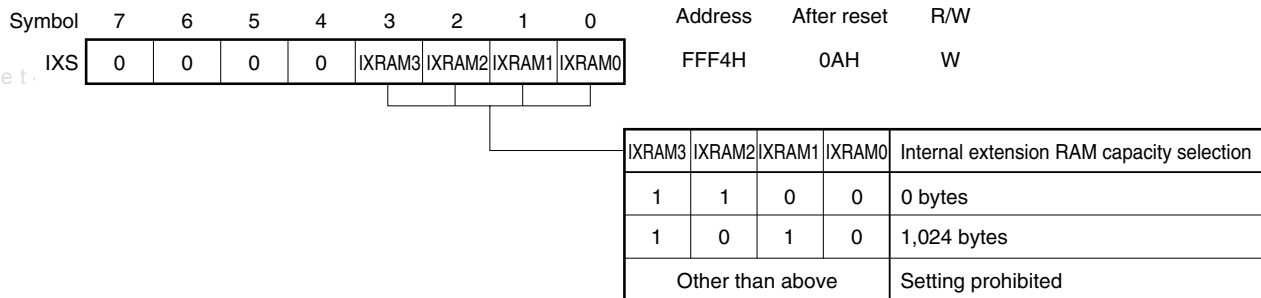 Symbol 7 6 5 4 3 2 1 0 Address After reset R/W
IXS 0 0 0 0 IXRAM3 IXRAM2 IXRAM1 IXRAM0 FFF4H 0AH W
et.
IXRAM3 IXRAM2 IXRAM1 IXRAM0 Internal extension RAM capacity selection
1 1 0 0 0 bytes
1 0 1 0 1,024 bytes
Other than above Setting prohibited